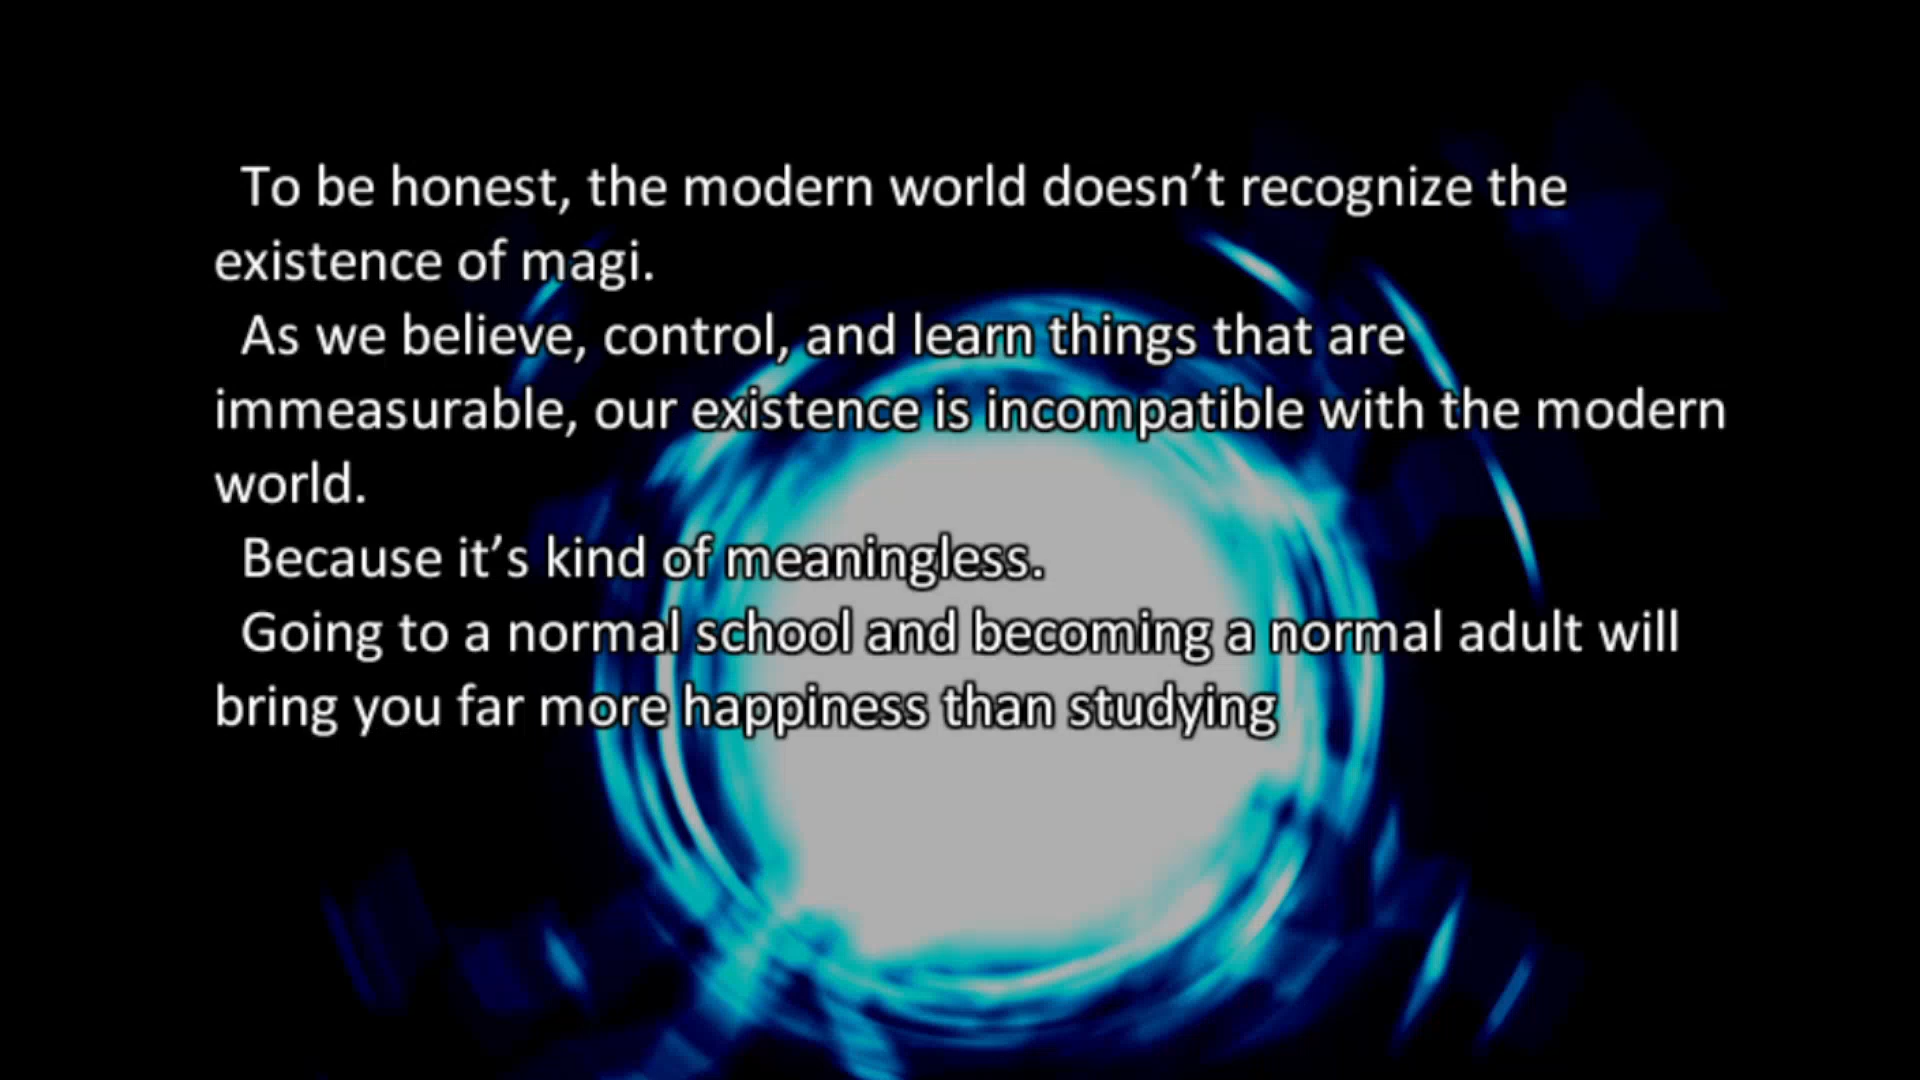 To be honest, the modern world doesn’t recognize the
existence of magi.
As we believe, control, and learn things that are
immeasurable, our existence is incompatible with the modern
world.
Because it’s kind of meaningless.
Going to a normal school and becoming a normal adult will
bring you far more happiness than studying